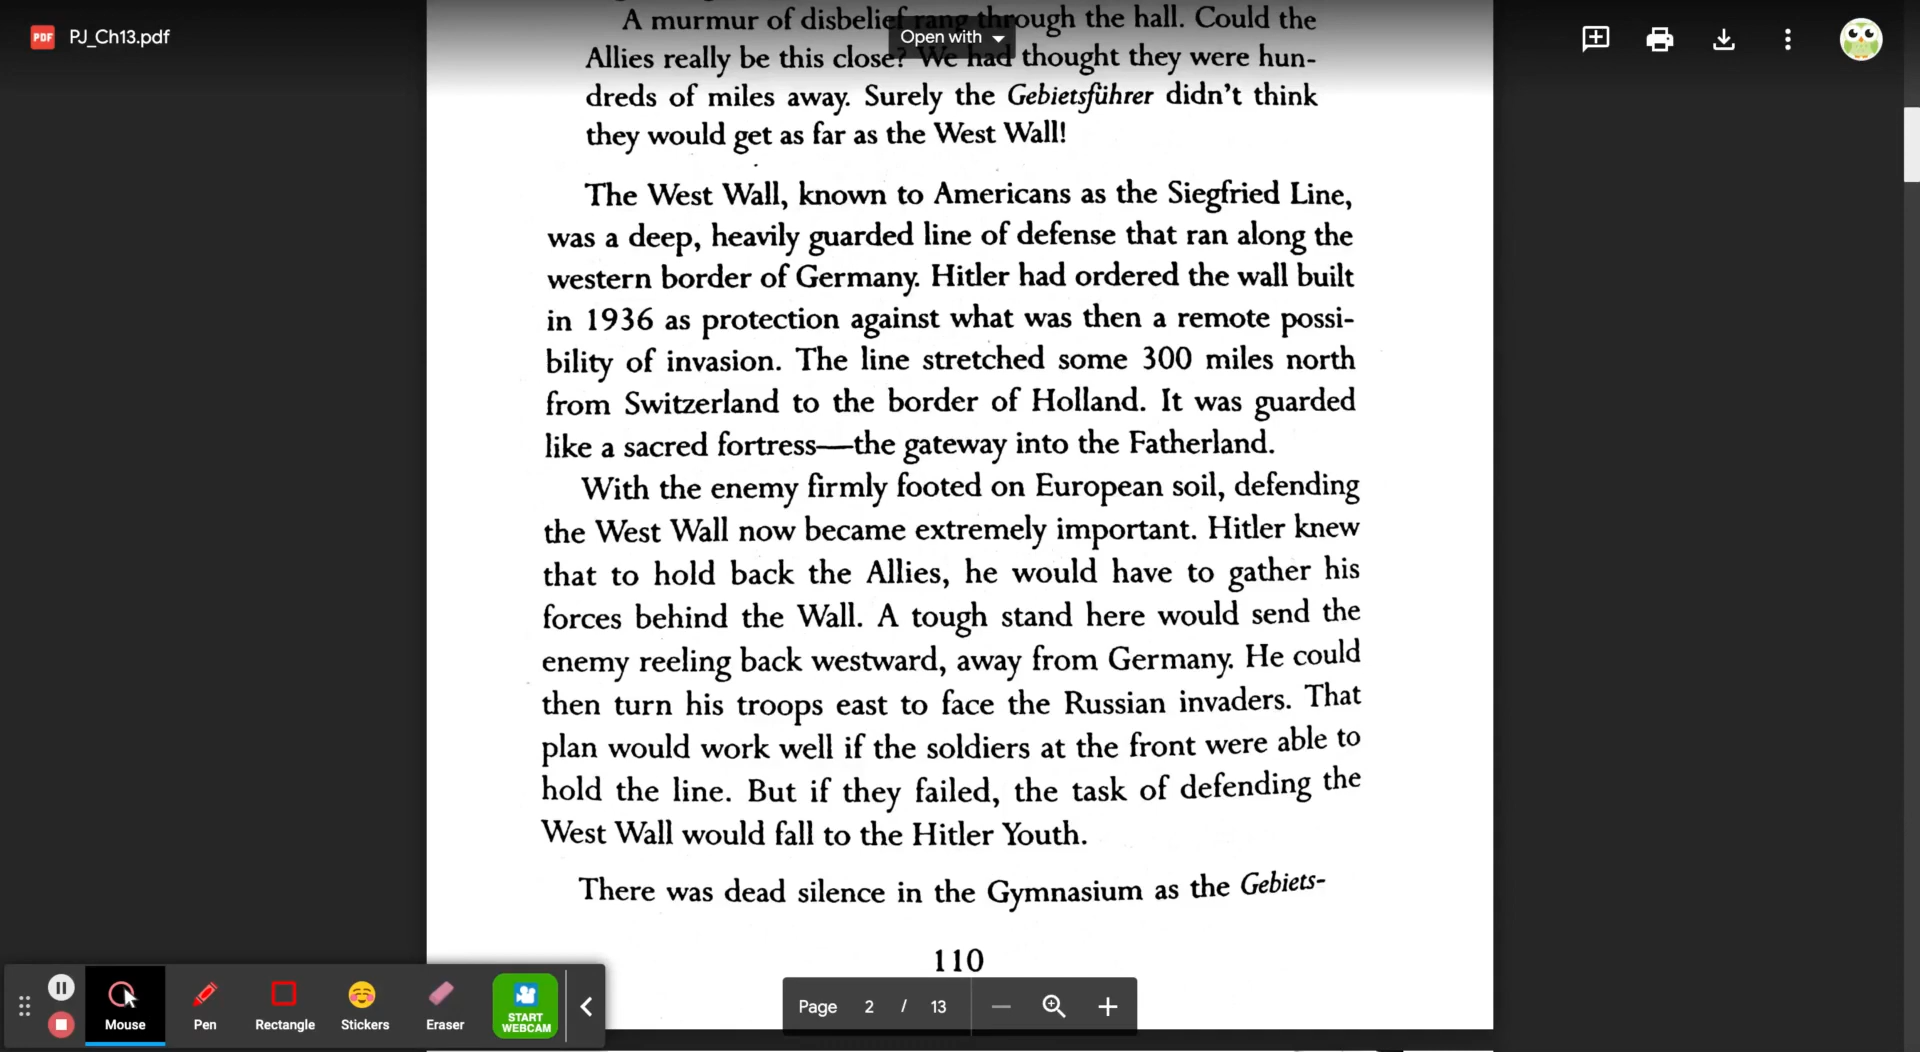 PDF PJ_Ch13.pdf
Open with
A murmur of disbelief rang through the hall. Could the
Allies really be this close? We had thought they were hun-
dreds of miles away. Surely the Gebietsführer didn't think
they would get as far as the West Wall!
The West Wall, known to Americans as the Siegfried Line,
was a deep, heavily guarded line of defense that ran along the
western border of Germany. Hitler had ordered the wall built
in 1936 as protection against what was then a remote possi-
bility of invasion. The line stretched some 300 miles north
from Switzerland to the border of Holland. It was guarded
like a sacred fortress—the gateway into the Fatherland.
With the enemy firmly footed on European soil, defending
the West Wall now became extremely important. Hitler knew
that to hold back the Allies, he would have to gather his
forces behind the Wall. A tough stand here would send the
enemy reeling back westward, away from Germany. He could
then turn his troops east to face the Russian invaders. That
plan would work well if the soldiers at the front were able to
hold the line. But if they failed, the task of defending the
West Wall would fall to the Hitler Youth.
There was dead silence in the Gymnasium as the Gebiets-
110
Mouse Pen Rectangle Stickers Eraser START WEBCAM
Page 2 / 13